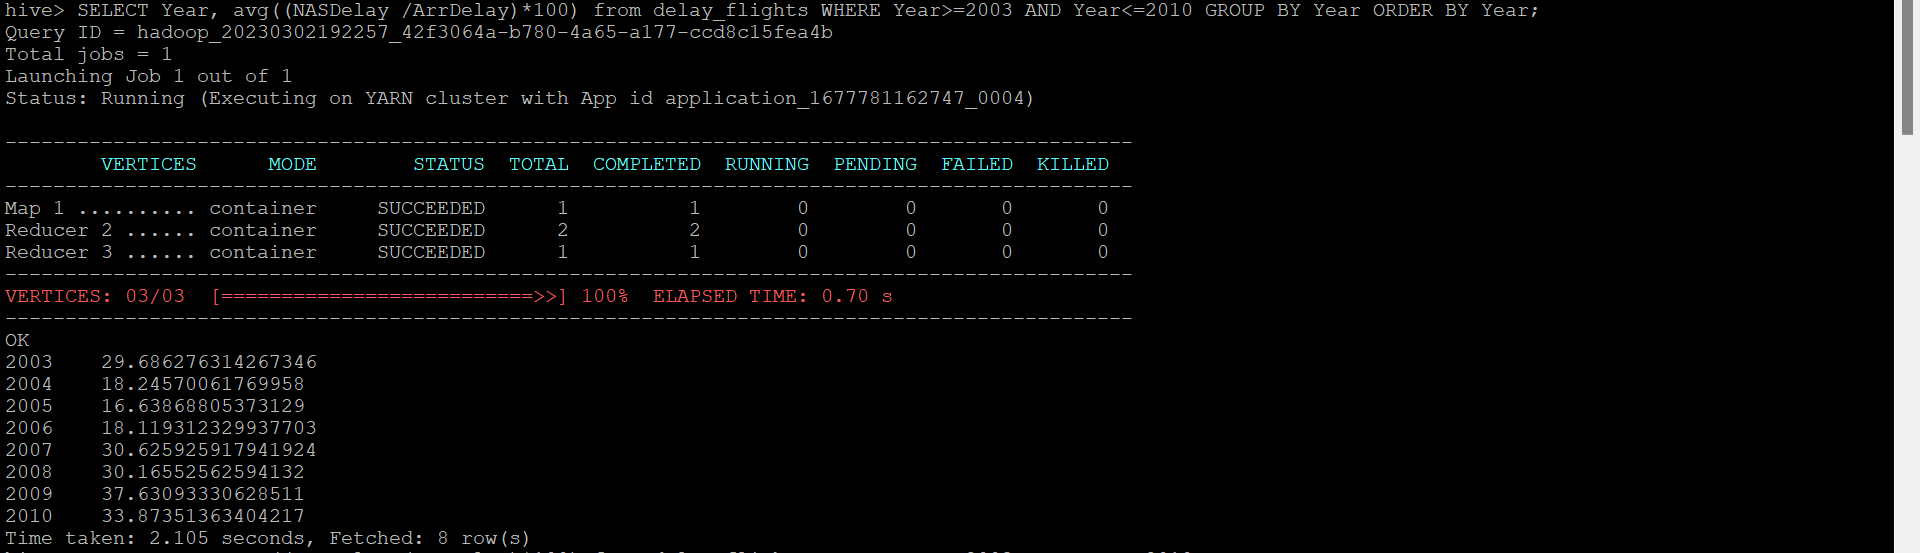 hive> SELECT Year, avg((NASDelay /ArrDelay)*100) from delay_flights WHERE Year>=2003 AND Year<=2010 GROUP BY Year ORDER BY Year;
Query ID = hadoop_20230302192257_42f3064a-b780-4a65-a177-ccd8c15fea4b
Total jobs = 1
Launching Job 1 out of 1
Status: Running (Executing on YARN cluster with App id application_1677781162747_0004)
----------------------------------------------------------------------------------------------
        VERTICES      MODE        STATUS  TOTAL  COMPLETED  RUNNING  PENDING  FAILED  KILLED
----------------------------------------------------------------------------------------------
Map 1 .......... container     SUCCEEDED      1          1        0        0       0       0
Reducer 2 ...... container     SUCCEEDED      2          2        0        0       0       0
Reducer 3 ...... container     SUCCEEDED      1          1        0        0       0       0
----------------------------------------------------------------------------------------------
VERTICES: 03/03  [==========================>>] 100%  ELAPSED TIME: 0.70 s
----------------------------------------------------------------------------------------------
OK
2003    29.686276314267346
2004    18.24570061769958
2005    16.63868805373129
2006    18.119312329937703
2007    30.625925917941924
2008    30.16552562594132
2009    37.63093330628511
2010    33.87351363404217
Time taken: 2.105 seconds, Fetched: 8 row(s)